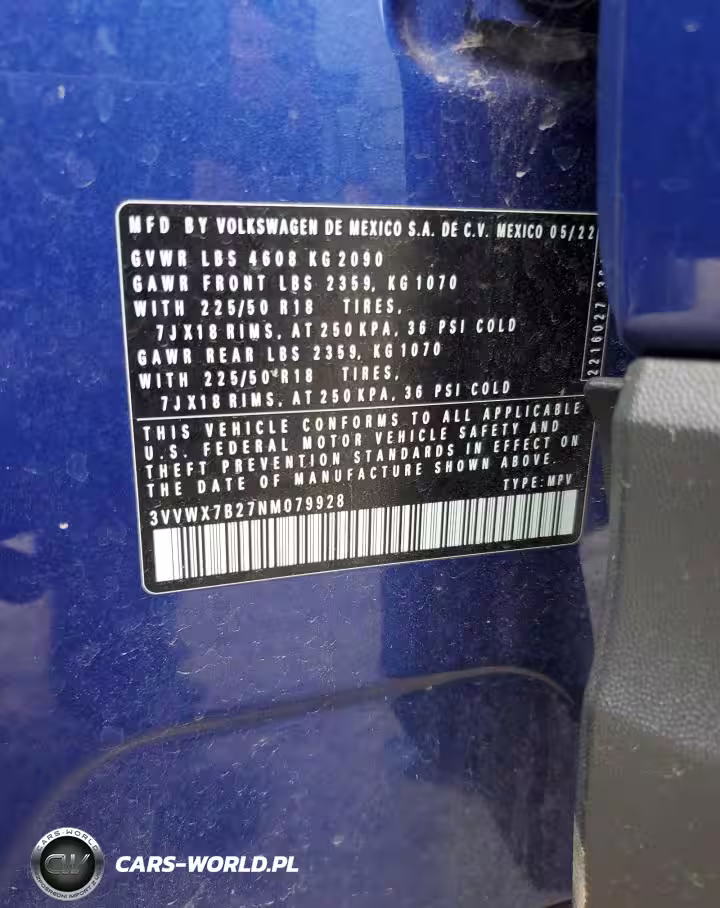 MFD BY VOLKSWAGEN DE MEXICO S.A. DE C.V. MEXICO 05/22
GVWR LBS 4608 KG 2090
GAWR FRONT LBS 2359, KG 1070
WITH 225/50 R18 TIRES,
7JX18 RIMS, AT 250 KPA, 36 PSI COLD
GAWR REAR LBS 2359, KG 1070
WITH 225/50 R18 TIRES,
7JX18 RIMS, AT 250 KPA, 36 PSI COLD
THIS VEHICLE CONFORMS TO ALL APPLICABLE
U.S. FEDERAL MOTOR VEHICLE SAFETY AND
THEFT PREVENTION STANDARDS IN EFFECT ON
THE DATE OF MANUFACTURE SHOWN ABOVE
TYPE: MPV
3VVWX7B27NM079928
2216027
CARS-WORLD
CW
CARS-WORLD.PL